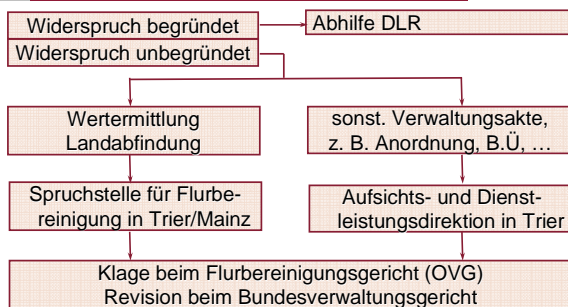 Widerspruch begründet
Abhilfe DLR
Widerspruch unbegründet
Wertermittlung
Landabfindung
sonst. Verwaltungsakte,
z. B. Anordnung, B.Ü, ...
Spruchstelle für Flurbe-
reinigung in Trier/Mainz
Aufsichts- und Dienst-
leistungsdirektion in Trier
Klage beim Flurbereinigungsgericht (OVG)
Revision beim Bundesverwaltungsgericht